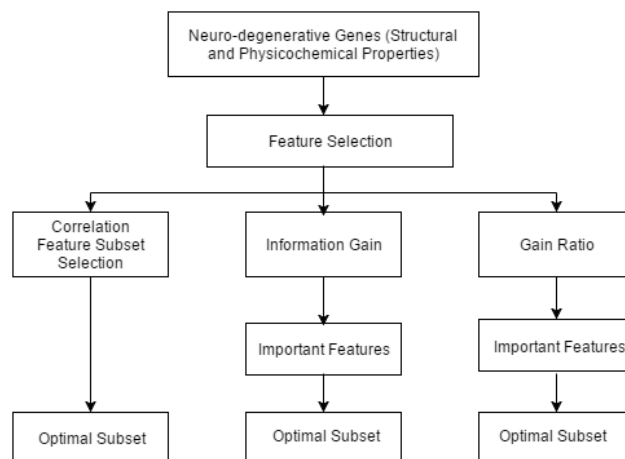 Neuro-degenerative Genes (Structural
and Physicochemical Properties)
Feature Selection
Correlation
Feature Subset
Selection
Information Gain
Gain Ratio
Important Features
Important Features
Optimal Subset
Optimal Subset
Optimal Subset